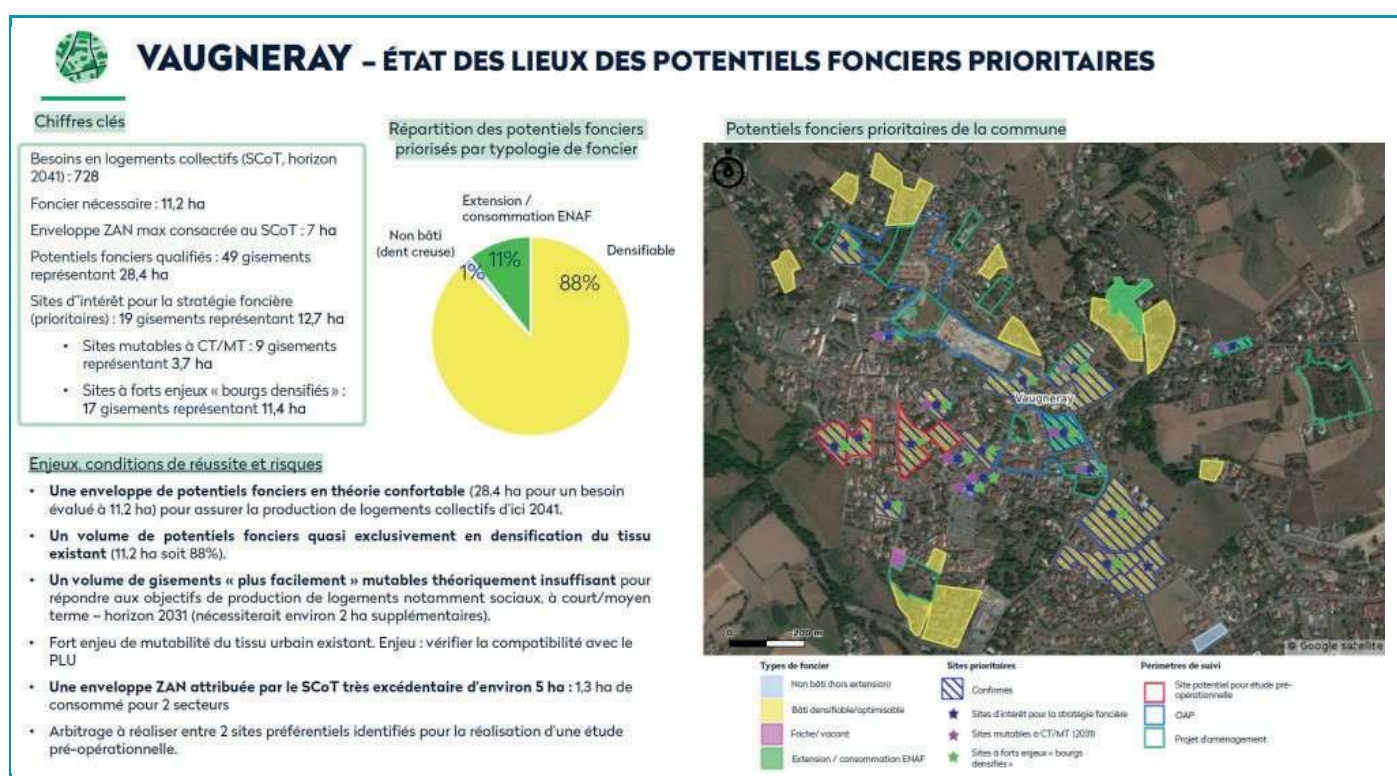 VAUGNERAY – ÉTAT DES LIEUX DES POTENTIELS FONCIERS PRIORITAIRES
Chiffres clés
Besoins en logements collectifs (SCoT, horizon
2041) : 728
Foncier nécessaire : 11,2 ha
Enveloppe ZAN max consacrée au SCoT : 7 ha
Potentiels fonciers qualifiés : 49 gisements
représentant 28,4 ha
Sites d'’intérêt pour la stratégie foncière
(prioritaires) : 19 gisements représentant 12,7 ha
• Sites mutables à CT/MT : 9 gisements
représentant 3,7 ha
• Sites à forts enjeux « bourgs densifiés » :
17 gisements représentant 11,4 ha
Répartition des potentiels fonciers
priorisés par typologie de foncier
Extension /
consommation ENAF
Non bâti
(dent creuse)
Densifiable
1%
11%
88%
Enjeux, conditions de réussite et risques
• Une enveloppe de potentiels fonciers en théorie confortable (28,4 ha pour un besoin
évalué à 11,2 ha) pour assurer la production de logements collectifs d'ici 2041.
• Un volume de potentiels fonciers quasi exclusivement en densification du tissu
existant (11,2 ha soit 88%).
• Un volume de gisements « plus facilement » mutables théoriquement insuffisant pour
répondre aux objectifs de production de logements notamment sociaux, à court/moyen
terme – horizon 2031 (nécessiterait environ 2 ha supplémentaires).
• Fort enjeu de mutabilité du tissu urbain existant. Enjeu : vérifier la compatibilité avec le
PLU
• Une enveloppe ZAN attribuée par le SCoT très excédentaire d'environ 5 ha : 1,3 ha de
consommé pour 2 secteurs
• Arbitrage à réaliser entre 2 sites préférentiels identifiés pour la réalisation d'une étude
pré-opérationnelle.
Potentiels fonciers prioritaires de la commune
Vaugneray
0 200 m
© Google satellite
Types de foncier
Non bâti (hors extension)
Bâti densifiable/optimisable
Friche/ vacant
Extension / consommation ENAF
Sites prioritaires
Confirmés
Sites d'intérêt pour la stratégie foncière
Sites mutables à CT/MT (2031)
Sites à forts enjeux « bourgs
densifiés »
Périmètres de suivi
Site potentiel pour étude pré-
opérationnelle
OAP
Projet d'aménagement